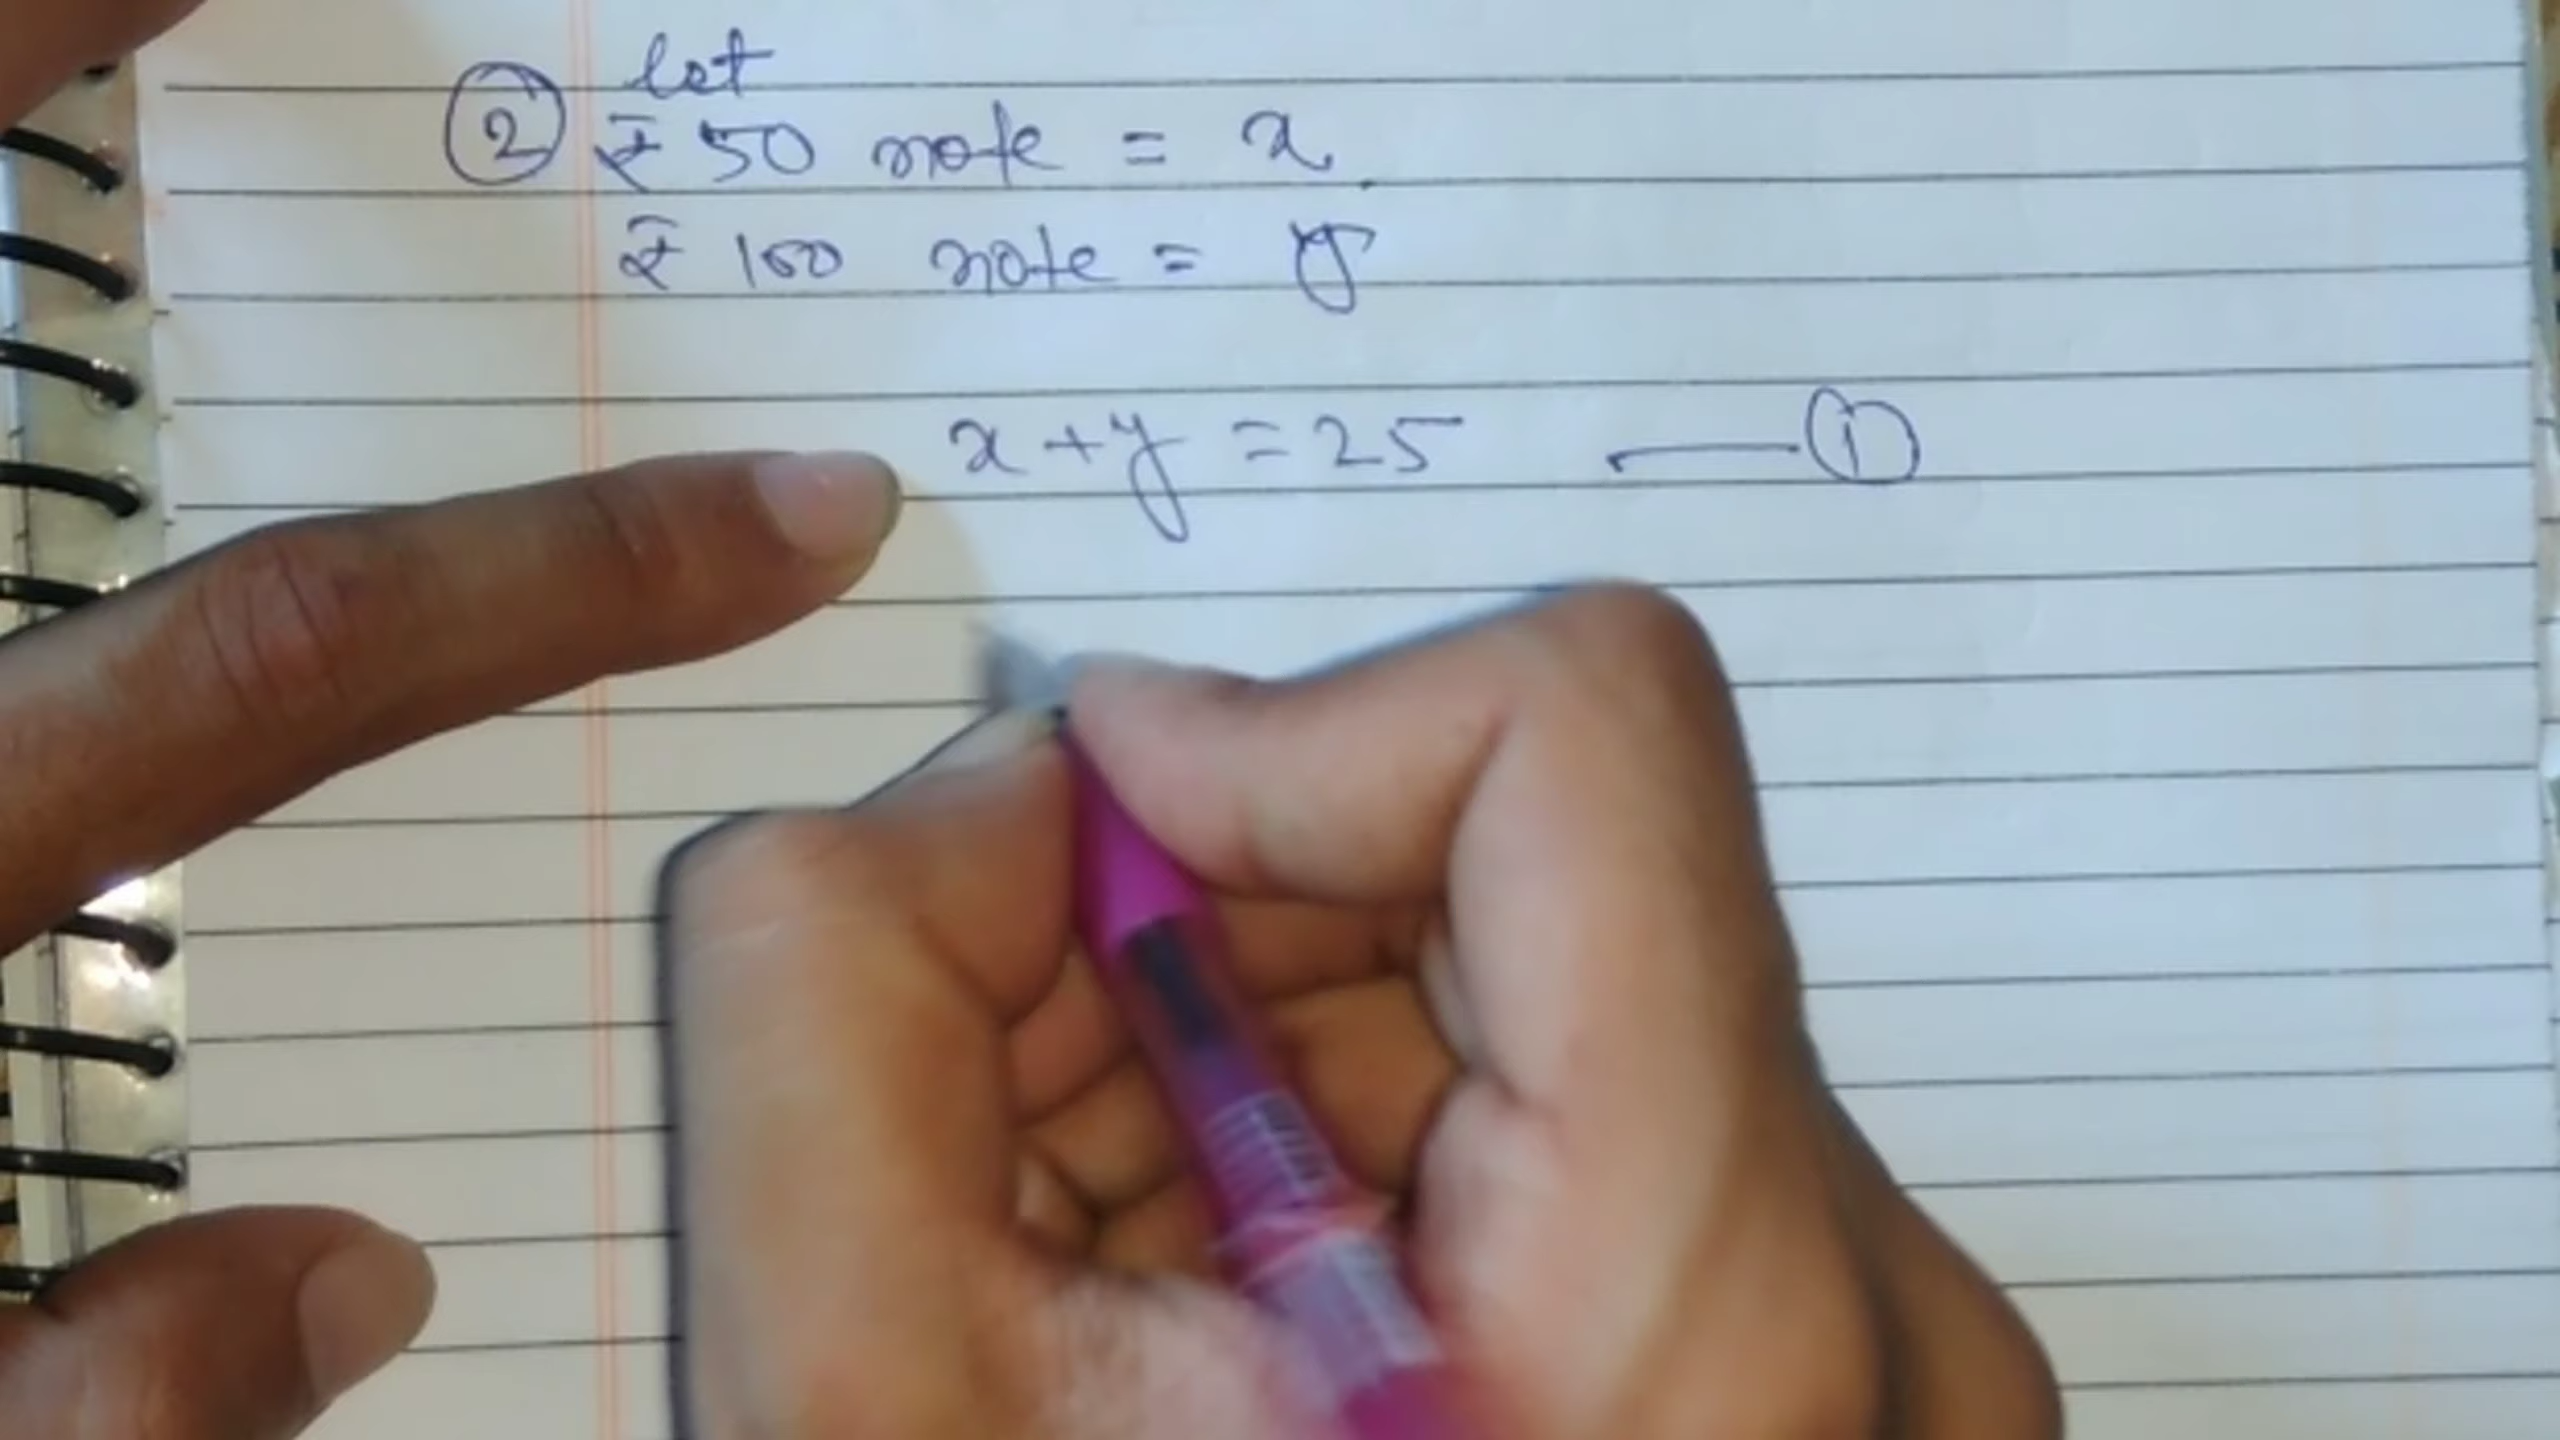 let
② ₹ 50 note = x
₹ 100 note = y
x + y = 25 — ①